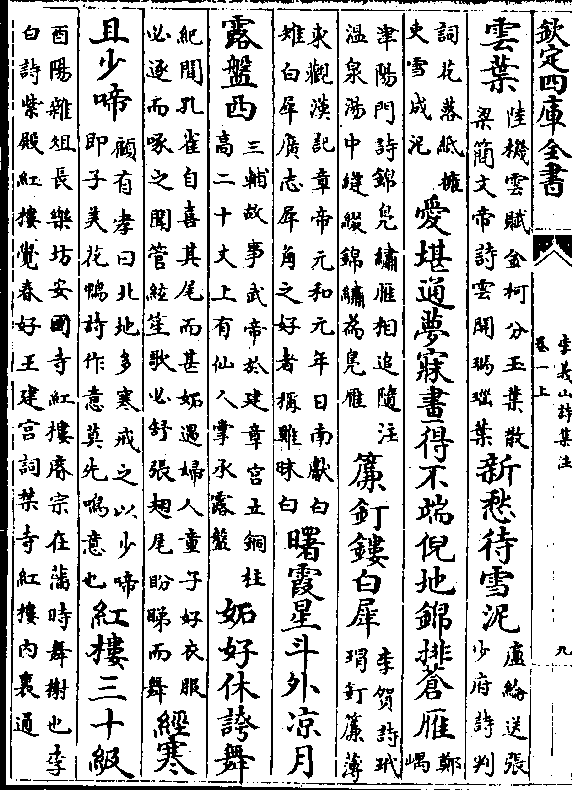 欽定四庫全書
李義山詩集注
卷一上
九
雲葉
陸機雲賦金柯分玉葉散
梁簡文帝詩雲開瑪瑙葉
新愁待雪泥
盧綸送張
少府詩判
詞花落紙擁
史雪成泥
愛堪通夢寐畫得不端倪地錦排蒼雁
鄭
嵎
津陽門詩錦鳧繡雁相追隨注
溫泉湯中縫綴錦繡為鳧雁
簾釘鏤白犀
李賀詩玳
瑁釘簾薄
東觀漢記章帝元和元年日南獻白
雉白犀廣志犀角之好者稱雞昧白
曙霞星斗外涼月
露盤西
三輔故事武帝於建章宮立銅柱
高二十丈上有仙人掌承露盤
妬好休誇舞
紀聞孔雀自喜其尾而甚妬遇婦人童子好衣服
必逐而啄之聞管絃笙歌必舒張翅尾盼睇而舞
經寒
且少啼
顧有孝曰北地多寒戒之以少啼
即子美花鴨詩作意莫先鳴意也
紅樓三十級
酉陽雜俎長樂坊安國寺紅樓睿宗在藩時舞榭也李
白詩紫殿紅樓覺春好王建宮詞禁寺紅樓內裏通